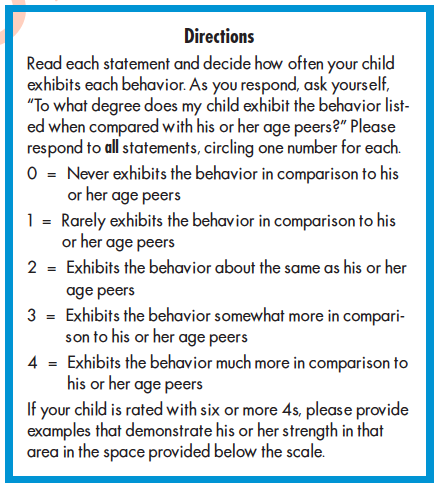 Directions
Read each statement and decide how often your child
exhibits each behavior. As you respond, ask yourself,
“To what degree does my child exhibit the behavior list-
ed when compared with his or her age peers?” Please
respond to all statements, circling one number for each.
0 = Never exhibits the behavior in comparison to his
or her age peers
1 = Rarely exhibits the behavior in comparison to his
or her age peers
2 = Exhibits the behavior about the same as his or her
age peers
3 = Exhibits the behavior somewhat more in compari-
son to his or her age peers
4 = Exhibits the behavior much more in comparison to
his or her age peers
If your child is rated with six or more 4s, please provide
examples that demonstrate his or her strength in that
area in the space provided below the scale.